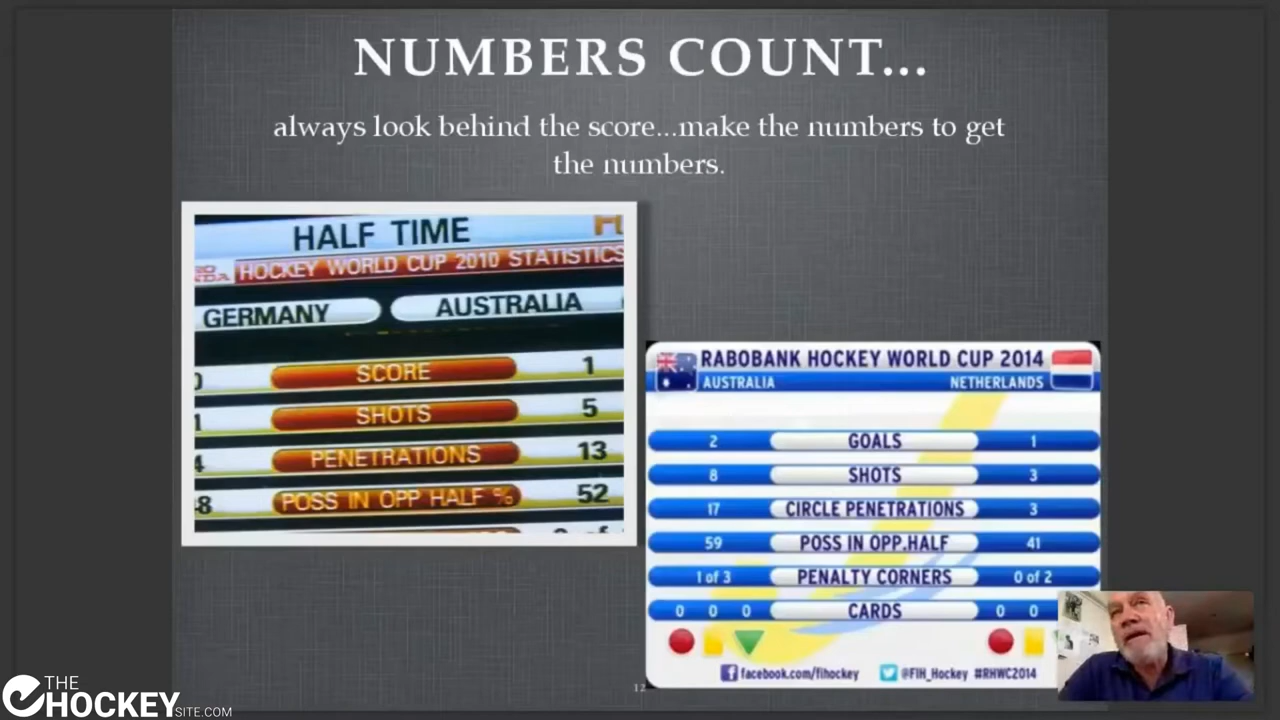 NUMBERS COUNT...
always look behind the score...make the numbers to get
the numbers.
HALF TIME
HOCKEY WORLD CUP 2010 STATISTICS
GERMANY AUSTRALIA
SCORE 1
SHOTS 5
PENETRATIONS 13
8 POSS IN OPP HALF % 52
RABOBANK HOCKEY WORLD CUP 2014
AUSTRALIA NETHERLANDS
2 GOALS 1
8 SHOTS 3
17 CIRCLE PENETRATIONS 3
59 POSS IN OPP.HALF 41
1 of 3 PENALTY CORNERS 0 of 2
0 0 0 CARDS 0 0
facebook.com/fihockey @FIH_Hockey #RHWC2014
12
THE
HOCKEYSITE.COM